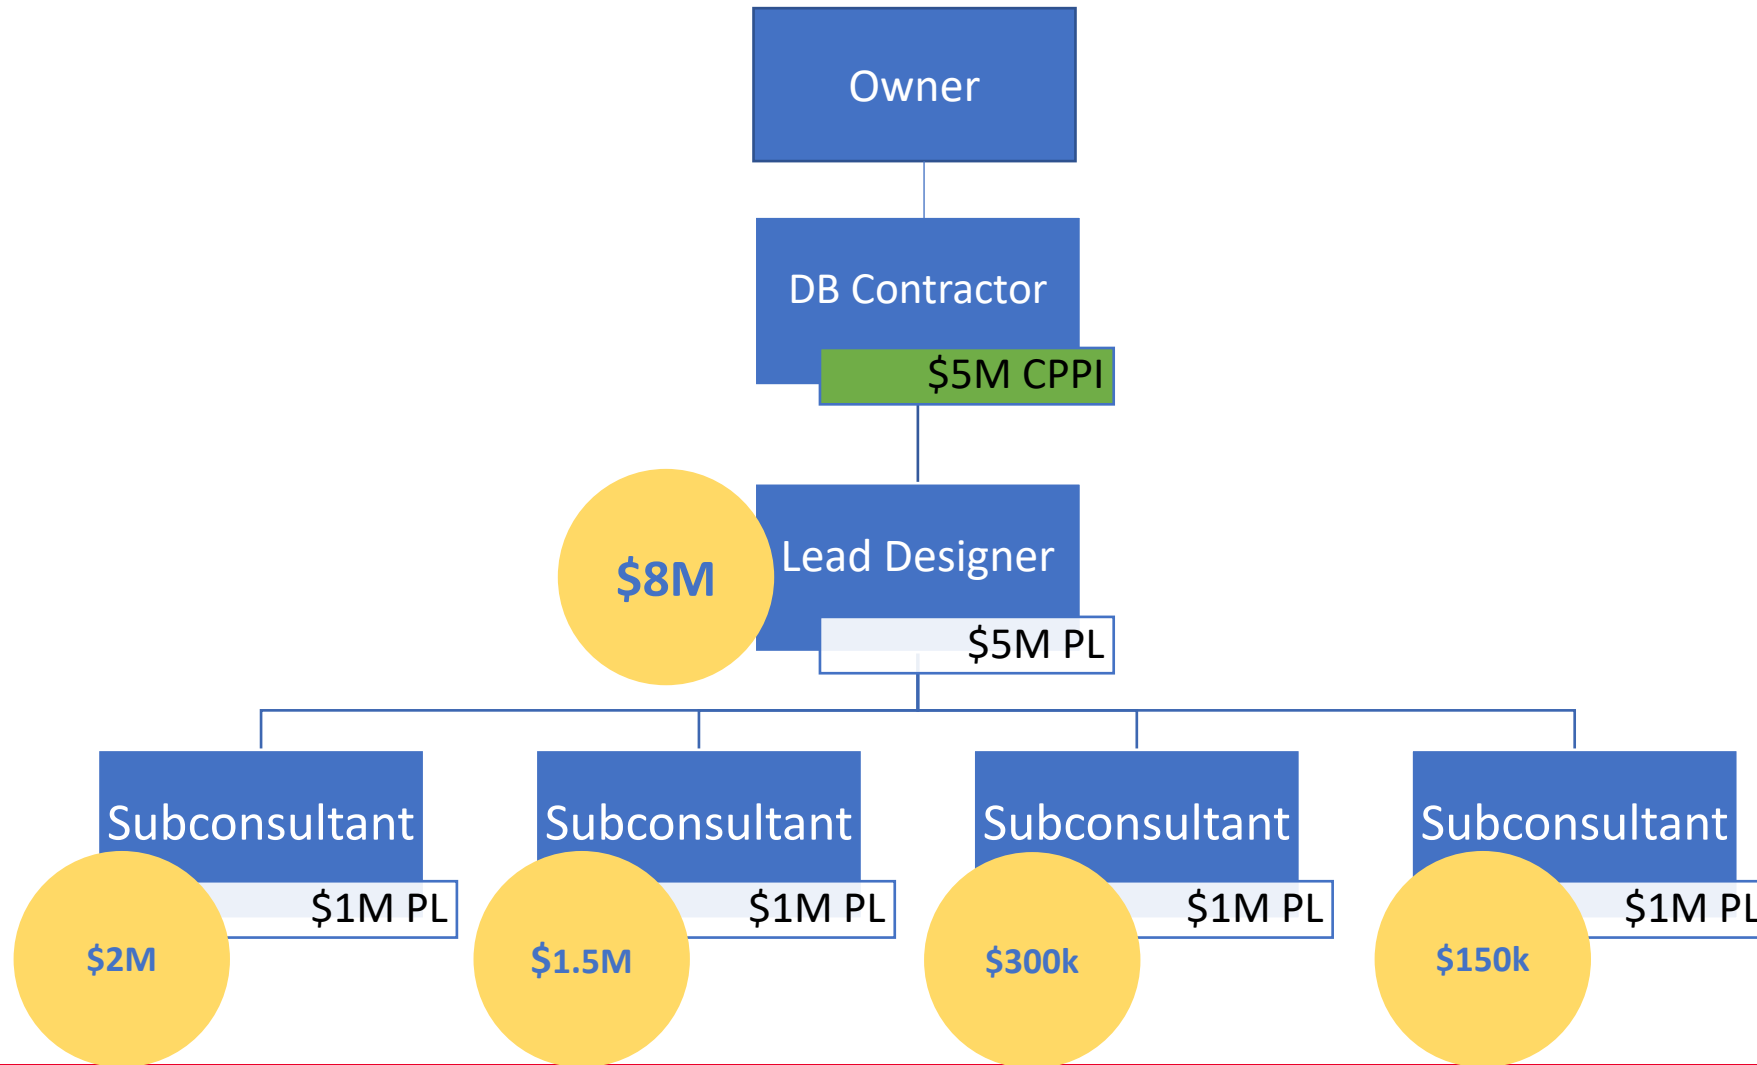 Owner
DB Contractor
$5M CPPI
$8M
Lead Designer
$5M PL
Subconsultant
Subconsultant
Subconsultant
Subconsultant
$1M PL
$1M PL
$1M PL
$1M PL
$2M
$1.5M
$300k
$150k